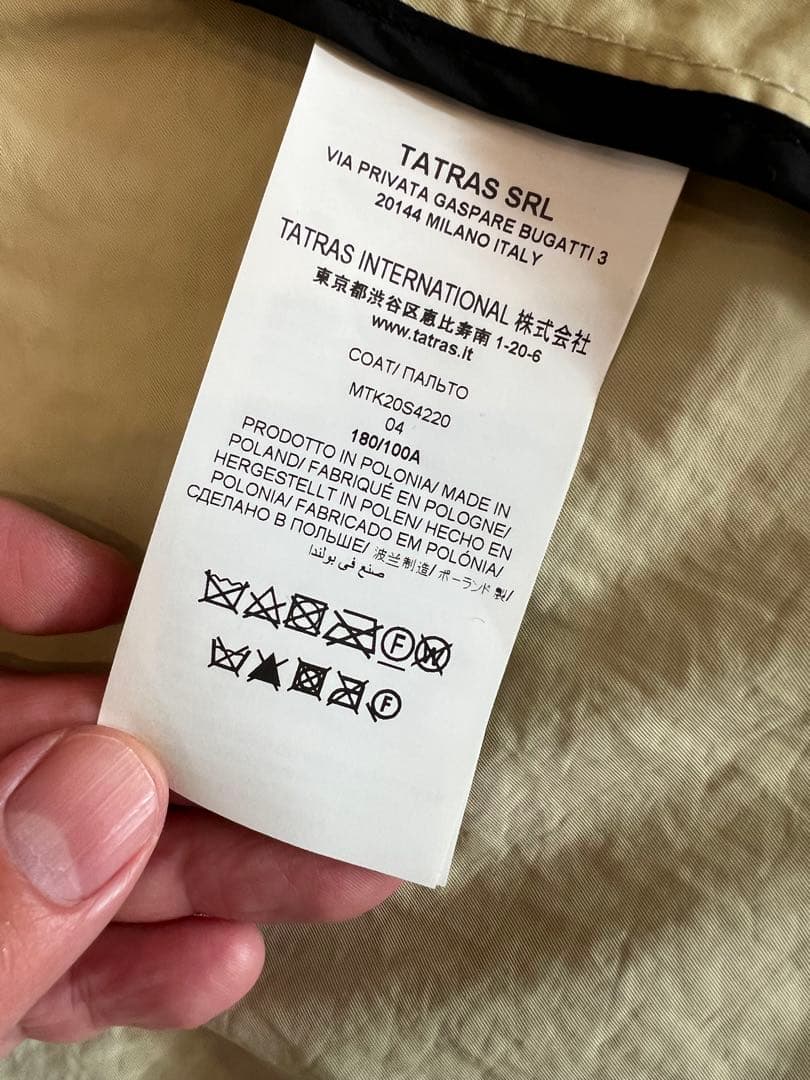 TATRAS SRL
VIA PRIVATA GASPARE BUGATTI 3
20144 MILANO ITALY
TATRAS INTERNATIONAL 株式会社
東京都渋谷区恵比寿南 1-20-6
www.tatras.it
COAT/ ПАЛЬТО
MTK20S4220
04
180/100A
PRODOTTO IN POLONIA/ MADE IN
POLAND/ FABRIQUÉ EN POLOGNE/
HERGESTELLT IN POLEN/ HECHO EN
POLONIA/ FABRICADO EM POLÓNIA/
СДЕЛАНО В ПОЛЬШЕ/ 波兰制造/ ポーランド 製/
صنع في بولندا
F W
F